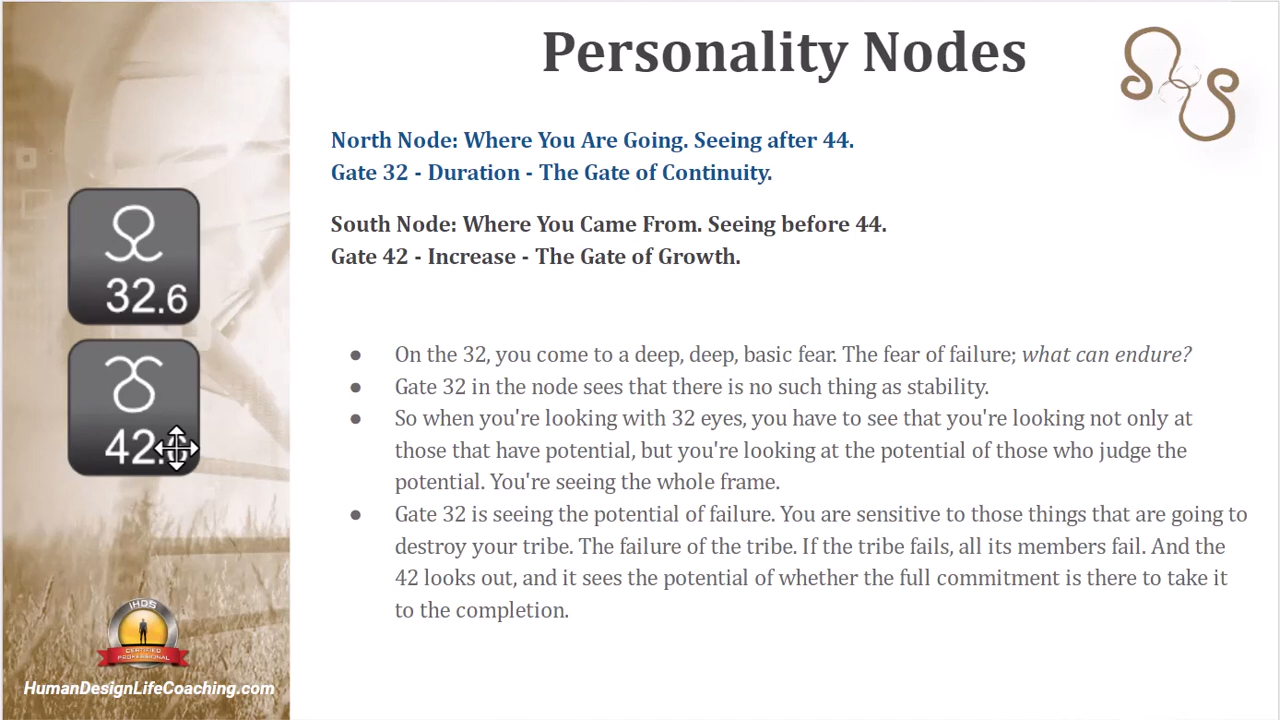 Personality Nodes
North Node: Where You Are Going. Seeing after 44.
Gate 32 - Duration - The Gate of Continuity.
South Node: Where You Came From. Seeing before 44.
Gate 42 - Increase - The Gate of Growth.
32.6
42.
● On the 32, you come to a deep, deep, basic fear. The fear of failure; what can endure?
● Gate 32 in the node sees that there is no such thing as stability.
● So when you're looking with 32 eyes, you have to see that you're looking not only at
those that have potential, but you're looking at the potential of those who judge the
potential. You're seeing the whole frame.
● Gate 32 is seeing the potential of failure. You are sensitive to those things that are going to
destroy your tribe. The failure of the tribe. If the tribe fails, all its members fail. And the
42 looks out, and it sees the potential of whether the full commitment is there to take it
to the completion.
IHDS
CERTIFIED
PROFESSIONAL
HumanDesignLifeCoaching.com